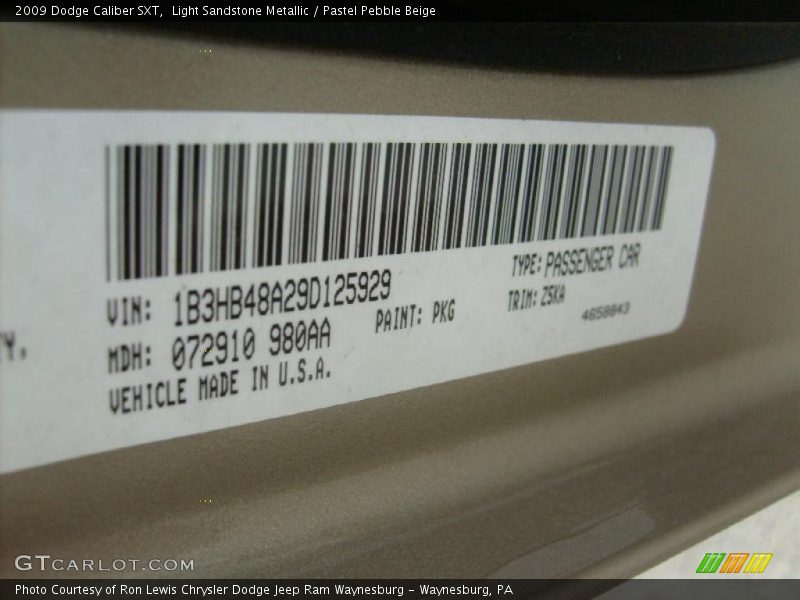 2009 Dodge Caliber SXT,  Light Sandstone Metallic / Pastel Pebble Beige
VIN: 1B3HB48A29D125929
TYPE: PASSENGER CAR
MDH: 072910 980AA
PAINT: PKG
TRIM: Z5KA
4658843
VEHICLE MADE IN U.S.A.
Y.
GTCARLOT.COM
Photo Courtesy of Ron Lewis Chrysler Dodge Jeep Ram Waynesburg - Waynesburg, PA